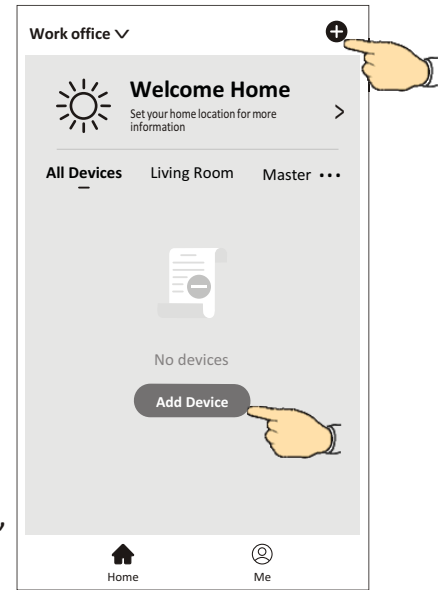 Work office
Welcome Home
Set your home location for more
information
All Devices Living Room Master ...
No devices
Add Device
,
Home Me